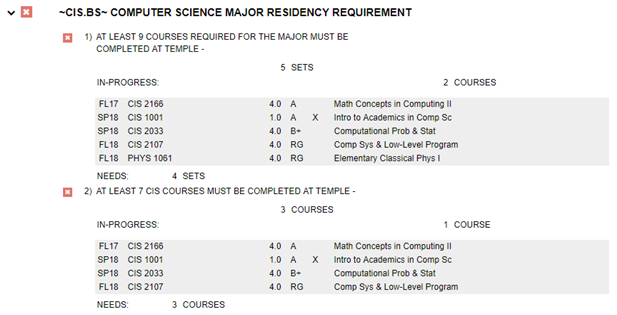 ~CIS.BS~ COMPUTER SCIENCE MAJOR RESIDENCY REQUIREMENT
1) AT LEAST 9 COURSES REQUIRED FOR THE MAJOR MUST BE
COMPLETED AT TEMPLE -
5 SETS
IN-PROGRESS: 2 COURSES
FL17 CIS 2166 4.0 A Math Concepts in Computing II
SP18 CIS 1001 1.0 A X Intro to Academics in Comp Sc
SP18 CIS 2033 4.0 B+ Computational Prob & Stat
FL18 CIS 2107 4.0 RG Comp Sys & Low-Level Program
FL18 PHYS 1061 4.0 RG Elementary Classical Phys I
NEEDS: 4 SETS
2) AT LEAST 7 CIS COURSES MUST BE COMPLETED AT TEMPLE -
3 COURSES
IN-PROGRESS: 1 COURSE
FL17 CIS 2166 4.0 A Math Concepts in Computing II
SP18 CIS 1001 1.0 A X Intro to Academics in Comp Sc
SP18 CIS 2033 4.0 B+ Computational Prob & Stat
FL18 CIS 2107 4.0 RG Comp Sys & Low-Level Program
NEEDS: 3 COURSES